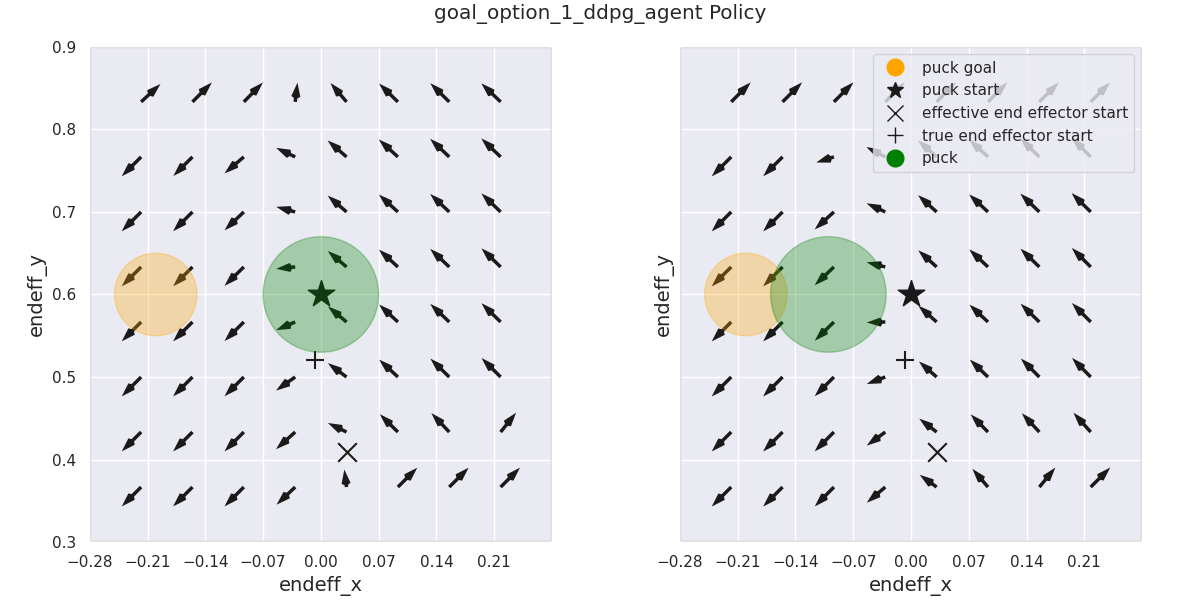 goal_option_1_ddpg_agent Policy
0.9
0.8
0.7
0.6
0.5
0.4
0.3
endeff_y
−0.28 −0.21 −0.14 −0.07 0.00 0.07 0.14 0.21
endeff_x
puck goal
puck start
effective end effector start
true end effector start
puck
endeff_y
−0.28 −0.21 −0.14 −0.07 0.00 0.07 0.14 0.21
endeff_x